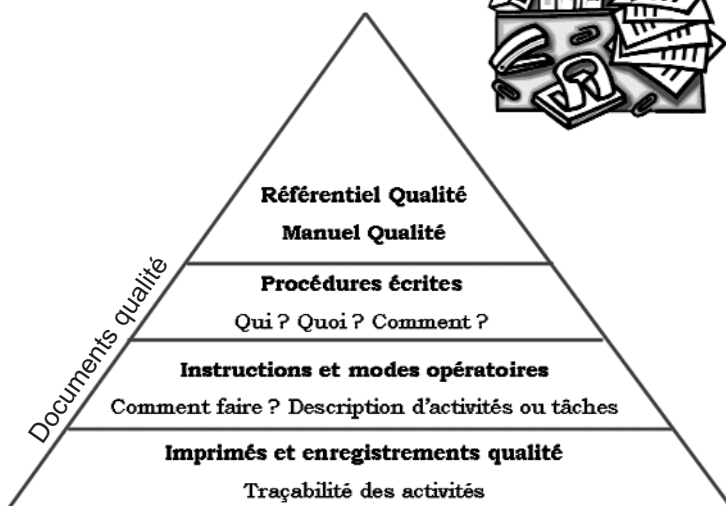 Référentiel Qualité
Manuel Qualité
Documents qualité
Procédures écrites
Qui ? Quoi ? Comment ?
Instructions et modes opératoires
Comment faire ? Description d'activités ou tâches
Imprimés et enregistrements qualité
Traçabilité des activités